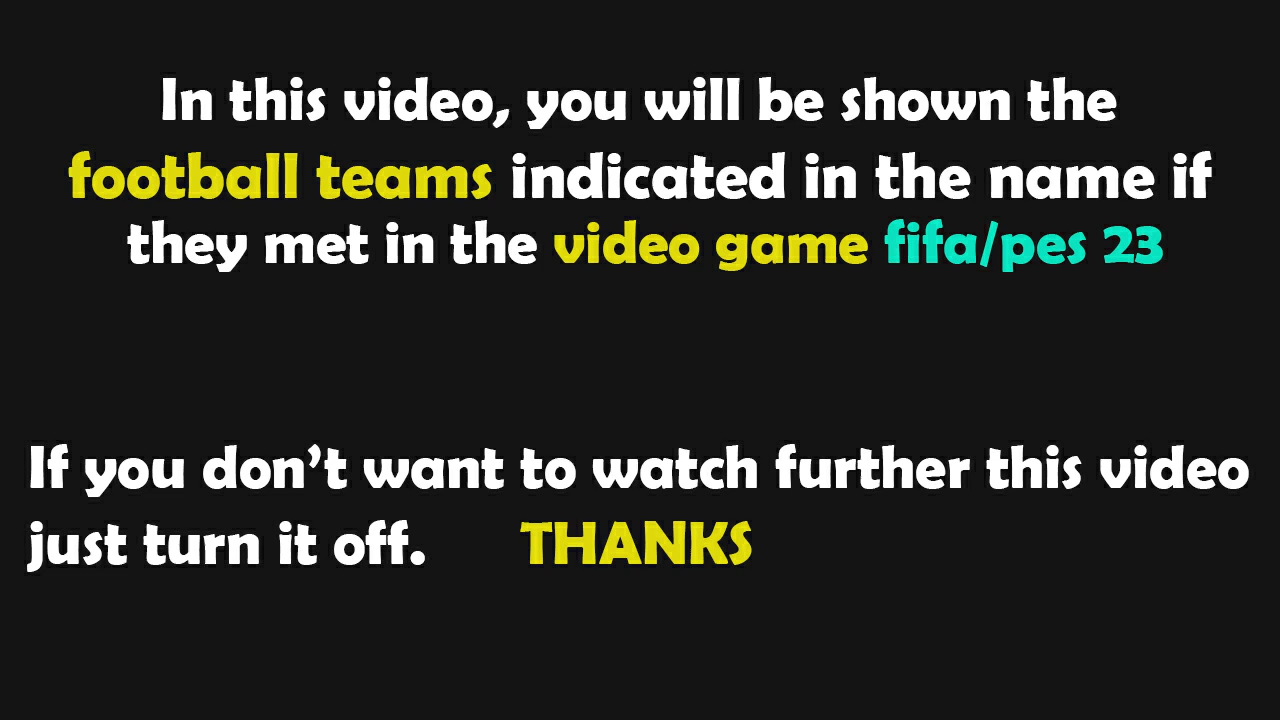 In this video, you will be shown the
football teams indicated in the name if
they met in the video game fifa/pes 23
If you don’t want to watch further this video
just turn it off. THANKS